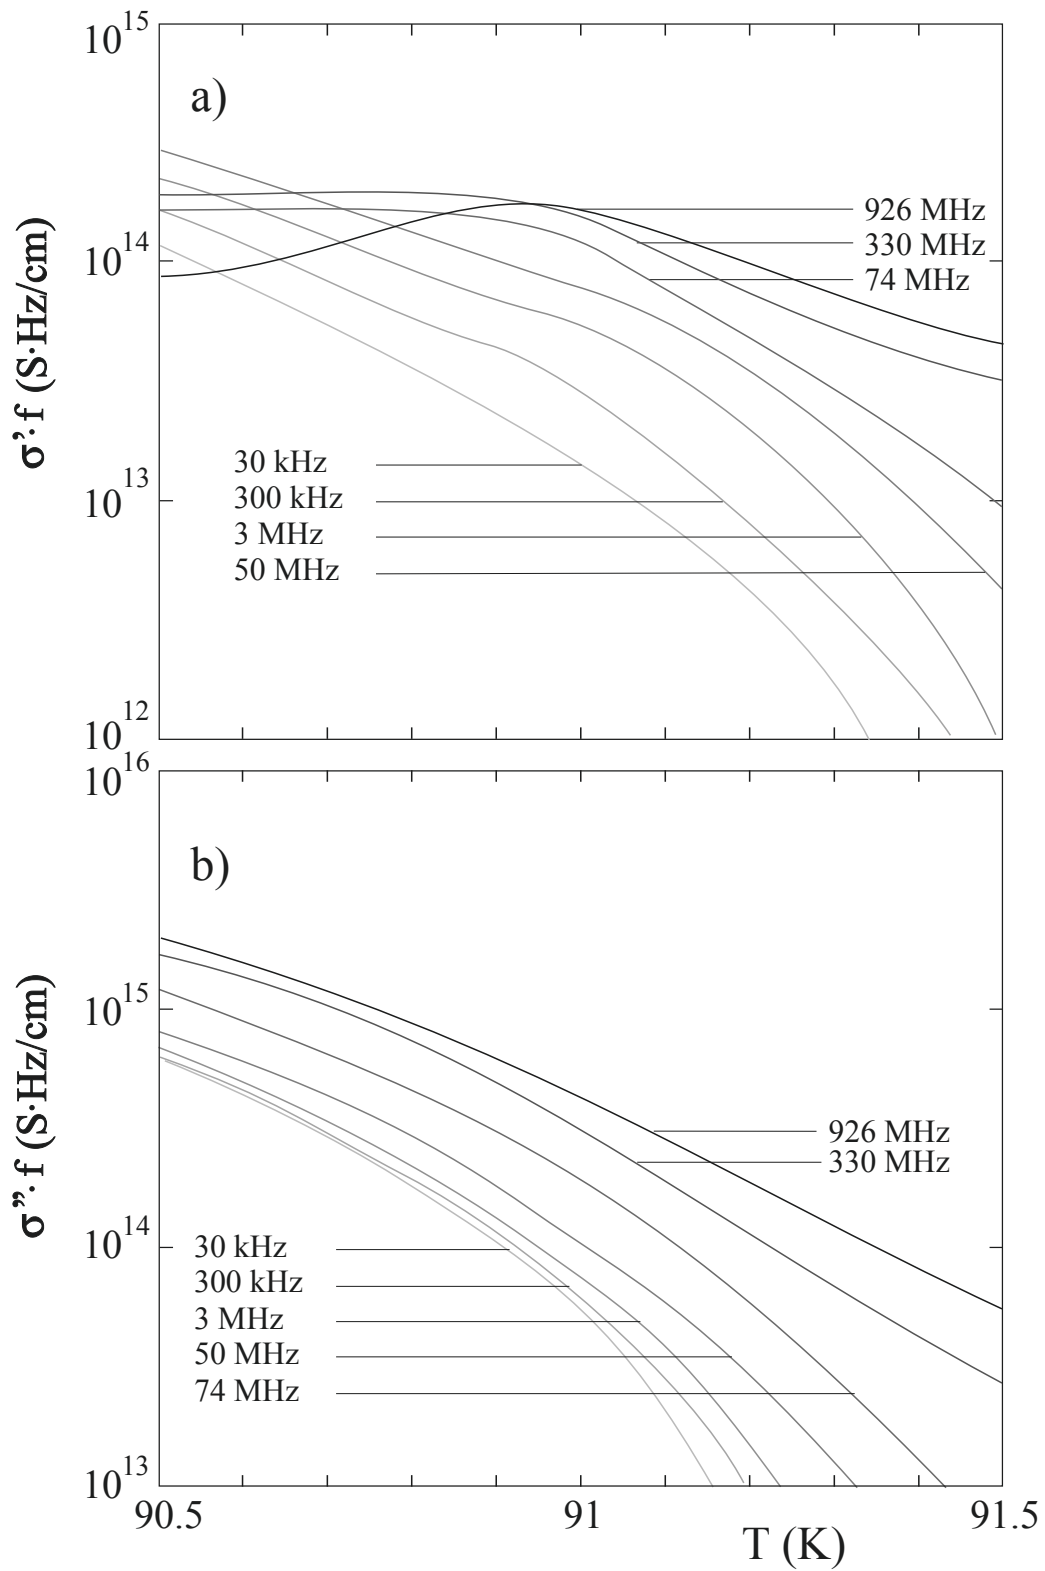 10^15
a)
10^14
10^13
10^12
σ'·f (S·Hz/cm)
926 MHz
330 MHz
74 MHz
30 kHz
300 kHz
3 MHz
50 MHz
10^16
b)
10^15
10^14
10^13
σ''·f (S·Hz/cm)
926 MHz
330 MHz
30 kHz
300 kHz
3 MHz
50 MHz
74 MHz
90.5
91
91.5
T (K)